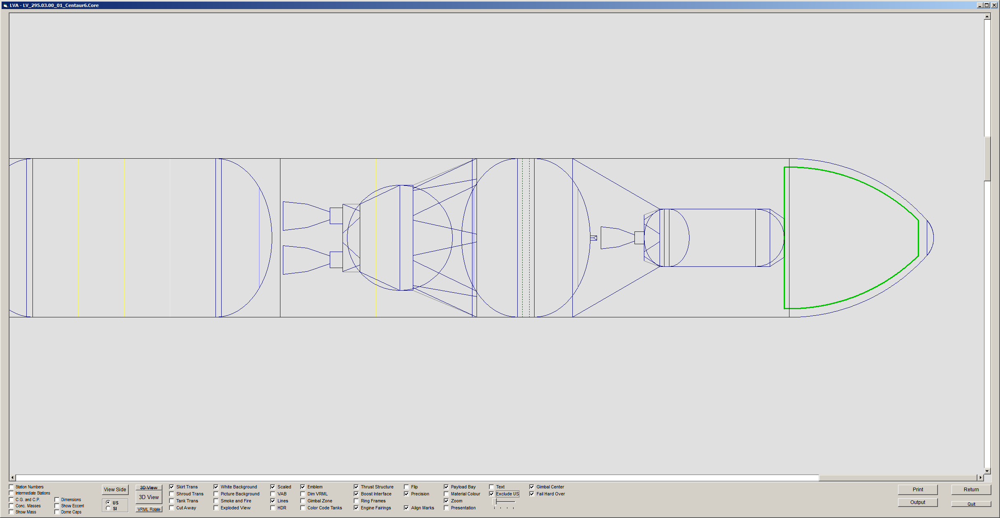 LVA - LV_295.03.00_01_Centaur6.Core
Station Numbers
Intermediate Stations
C.G. and C.P.
Conc. Masses
Show Mass
Dimensions
Show Eccent
Dome Caps
View Side
US
SI
3D View
3D View
VRML Rotate
Skirt Trans
Shroud Trans
Tank Trans
Cut Away
White Background
Picture Background
Smoke and Fire
Exploded View
Scaled
VAB
Lines
HDR
Emblem
Dim VRML
Gimbal Zone
Color Code Tanks
Thrust Structure
Boost Interface
Ring Frames
Engine Fairings
Flip
Precision
Align Marks
Payload Bay
Material Colour
Zoom
Presentation
Text
Exclude US
Gimbal Center
Fail Hard Over
Print
Output
Return
Quit